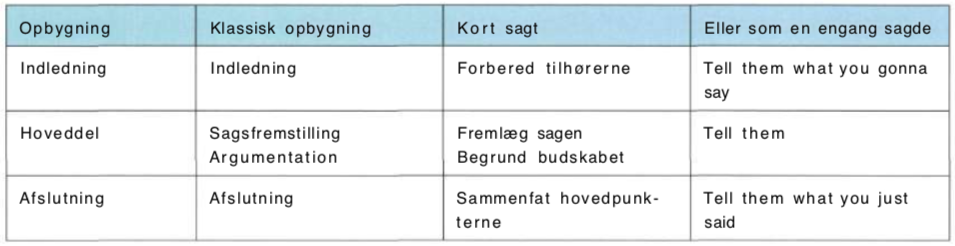 Opbygning
Klassisk opbygning
Kort sagt
Eller som en engang sagde
Indledning
Indledning
Forbered tilhørerne
Tell them what you gonna
say
Hoveddel
Sagsfremstilling
Argumentation
Fremlæg sagen
Begrund budskabet
Tell them
Afslutning
Afslutning
Sammenfat hovedpunk-
terne
Tell them what you just
said